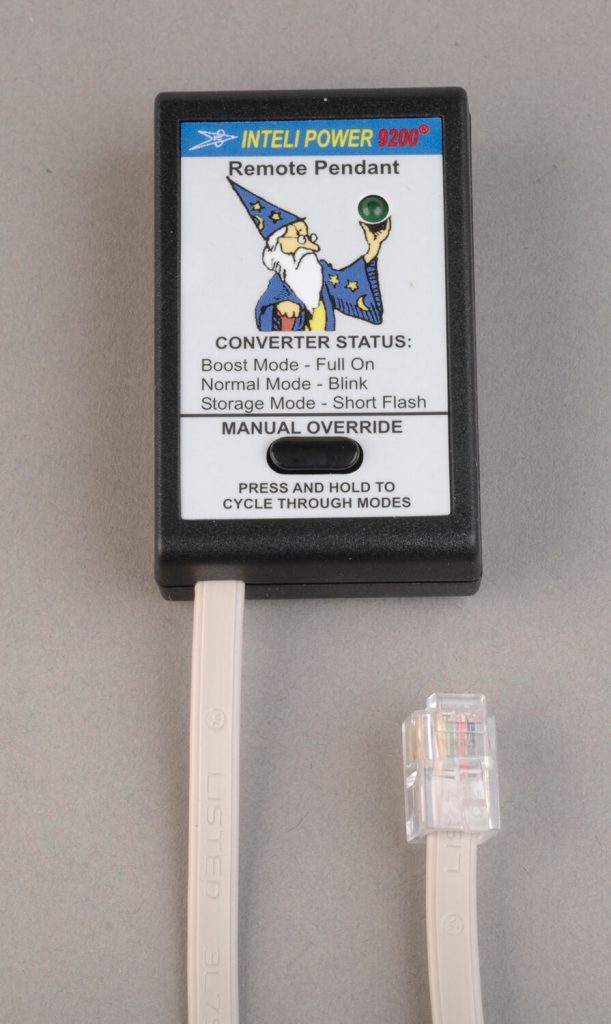 INTELI POWER 9200®
Remote Pendant
CONVERTER STATUS:
Boost Mode - Full On
Normal Mode - Blink
Storage Mode - Short Flash
MANUAL OVERRIDE
PRESS AND HOLD TO
CYCLE THROUGH MODES
LISTED